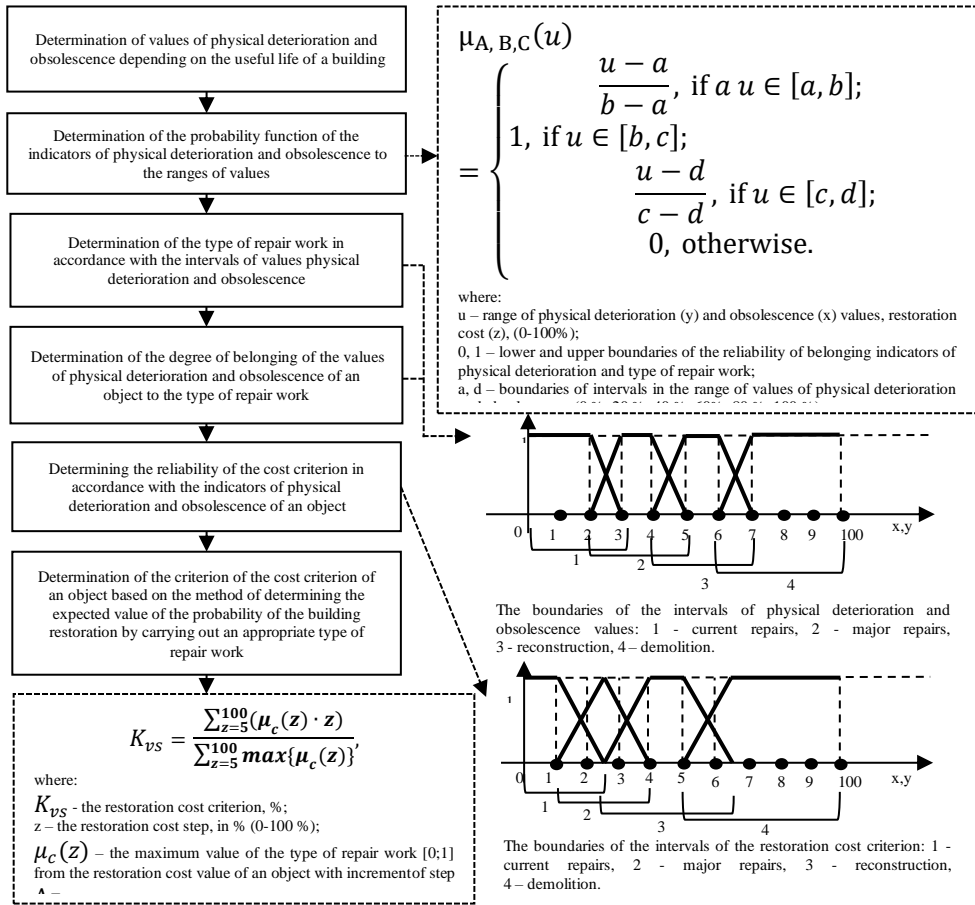 Determination of values of physical deterioration and
obsolescence depending on the useful life of a building
Determination of the probability function of the
indicators of physical deterioration and obsolescence to
the ranges of values
Determination of the type of repair work in
accordance with the intervals of values physical
deterioration and obsolescence
Determination of the degree of belonging of the values
of physical deterioration and obsolescence of an
object to the type of repair work
Determining the reliability of the cost criterion in
accordance with the indicators of physical
deterioration and obsolescence of an object
Determination of the criterion of the cost criterion of
an object based on the method of determining the
expected value of the probability of the building
restoration by carrying out an appropriate type of
repair work
K_{vs} = \frac{\sum_{z=5}^{100}(μ_c(z) · z)}{\sum_{z=5}^{100} max{μ_c(z)}},
where:
K_{vs} - the restoration cost criterion, %;
z – the restoration cost step, in % (0-100 %);
μ_c(z) – the maximum value of the type of repair work [0;1]
from the restoration cost value of an object with incrementof step
μ_{A, B,C}(u)
= {
\frac{u − a}{b − a}, if a u ∈ [a, b];
1, if u ∈ [b, c];
\frac{u − d}{c − d}, if u ∈ [c, d];
0, otherwise.
where:
u – range of physical deterioration (y) and obsolescence (x) values, restoration
cost (z), (0-100%);
0, 1 – lower and upper boundaries of the reliability of belonging indicators of
physical deterioration and type of repair work;
a, d – boundaries of intervals in the range of values of physical deterioration
1
0 1 2 3 4 5 6 7 8 9 100 x,y
1 2 3 4
The boundaries of the intervals of physical deterioration and
obsolescence values: 1 - current repairs, 2 - major repairs,
3 - reconstruction, 4 – demolition.
1
0 1 2 3 4 5 6 7 8 9 100 x,y
1 2 3 4
The boundaries of the intervals of the restoration cost criterion: 1 -
current repairs, 2 - major repairs, 3 - reconstruction,
4 – demolition.